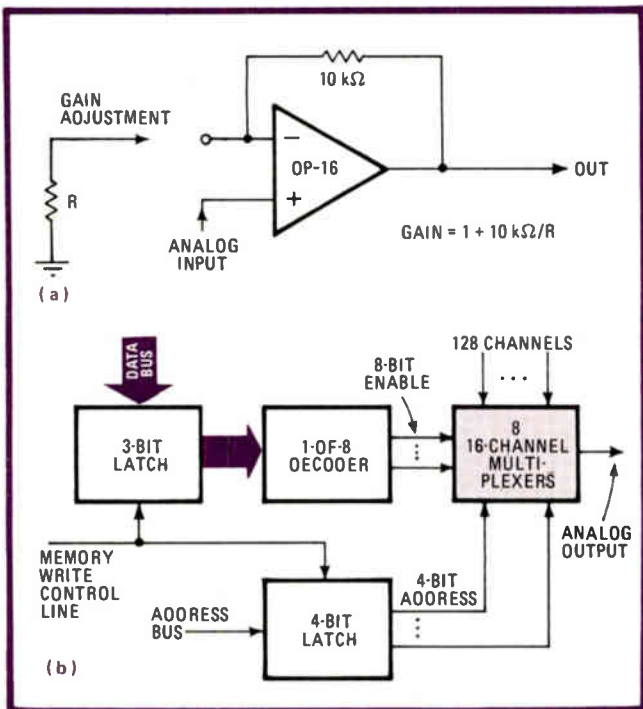 10 kΩ
GAIN
AOJUSTMENT
−
OP-16
OUT
R
+
ANALOG
INPUT
GAIN = 1 + 10 kΩ/R
(a)
DATA
BUS
8-BIT
ENABLE
128 CHANNELS
...
3-BIT
LATCH
1-OF-8
OECOOER
8
16-CHANNEL
MULTI-
PLEXERS
ANALOG
OUTPUT
MEMORY
WRITE
CONTROL
LINE
4-BIT
ADDRESS
...
AOORESS
BUS
4-BIT
LATCH
(b)